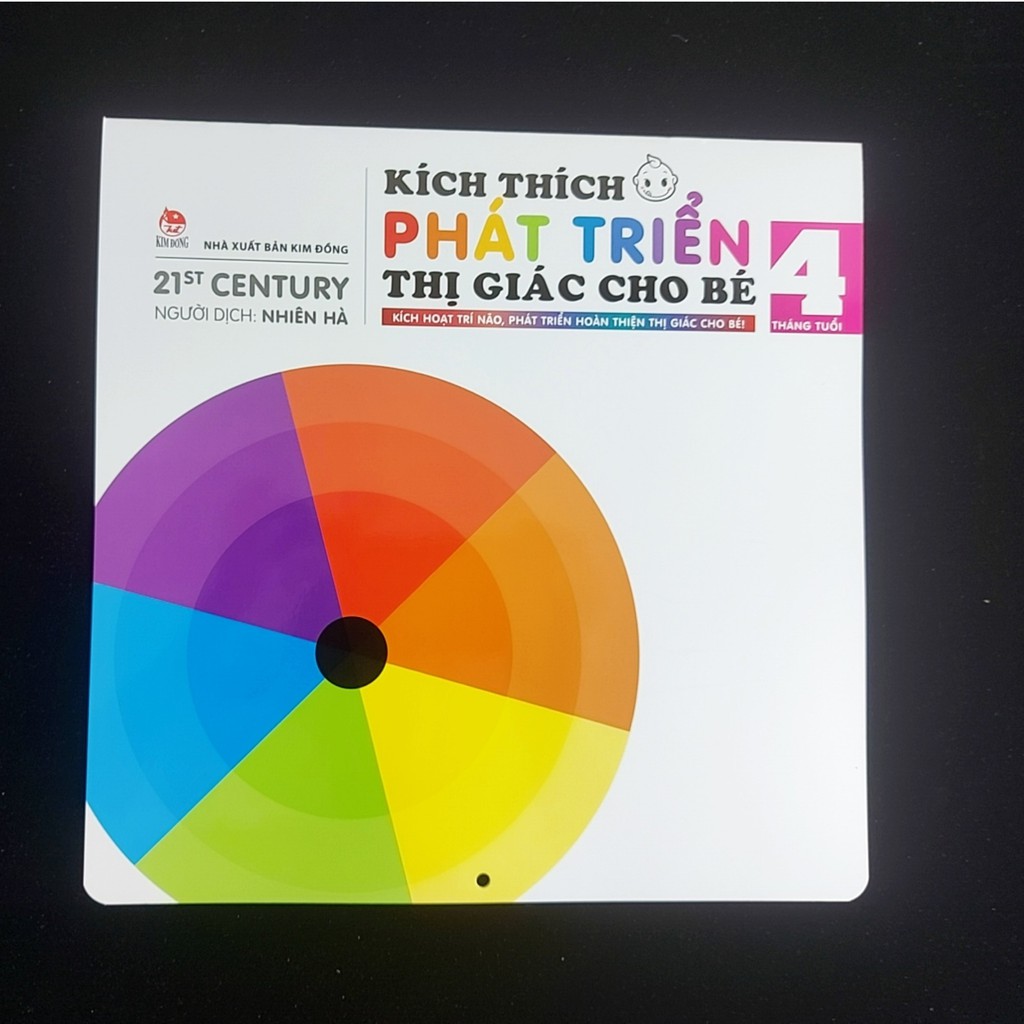 KIM ĐỒNG
NHÀ XUẤT BẢN KIM ĐỒNG
21ST CENTURY
NGƯỜI DỊCH: NHIÊN HÀ
KÍCH THÍCH
PHÁT TRIỂN
THỊ GIÁC CHO BÉ
KÍCH HOẠT TRÍ NÃO, PHÁT TRIỂN HOÀN THIỆN THỊ GIÁC CHO BÉ!
4
THÁNG TUỔI